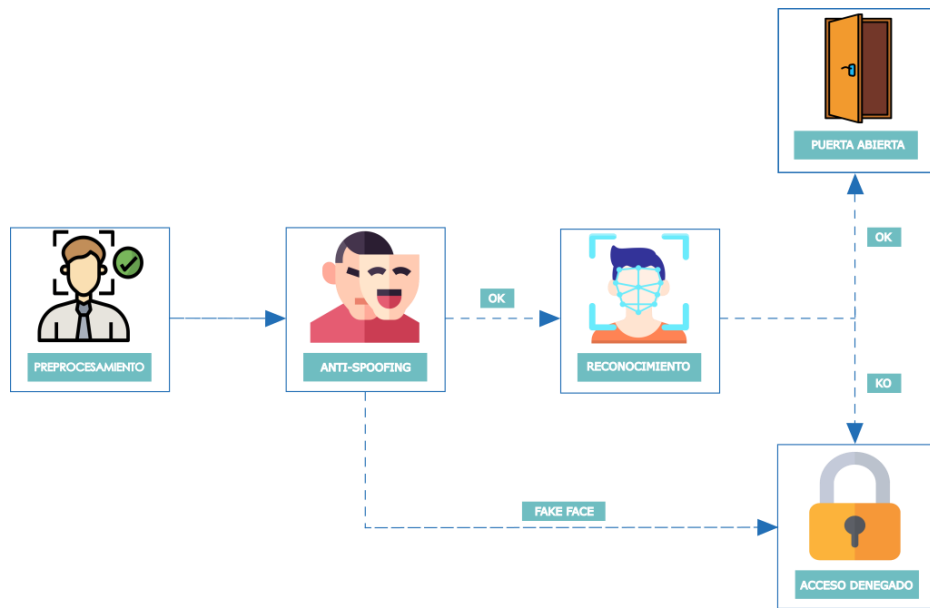 PUERTA ABIERTA
OK
PREPROCESAMIENTO
ANTI-SPOOFING
OK
RECONOCIMIENTO
KO
FAKE FACE
ACCESO DENEGADO